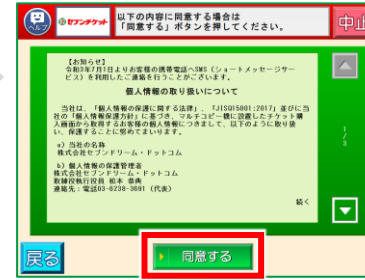 ヘルプ
セブンチケット
以下の内容に同意する場合は
「同意する」ボタンを押してください。
中止
【お知らせ】
令和3年7月1日よりお客様の携帯電話へSMS（ショートメッセージサー
ビス）を利用したご連絡を行うことがございます。
個人情報の取り扱いについて
当社は、「個人情報の保護に関する法律」、「JISQ15001:2017」並びに当
社の「個人情報保護方針」に基づき、マルチコピー機に設置したチケット購
入画面から取得するお客様の個人情報につきまして、以下のように取り扱
い、保護することに努めてまいります。
a）当社の名称
株式会社セブンドリーム・ドットコム
b）個人情報の保護管理者
株式会社セブンドリーム・ドットコム
取締役執行役員
連絡先：電話03-6238-3691（代表）
続く
1/3
戻る
同意する